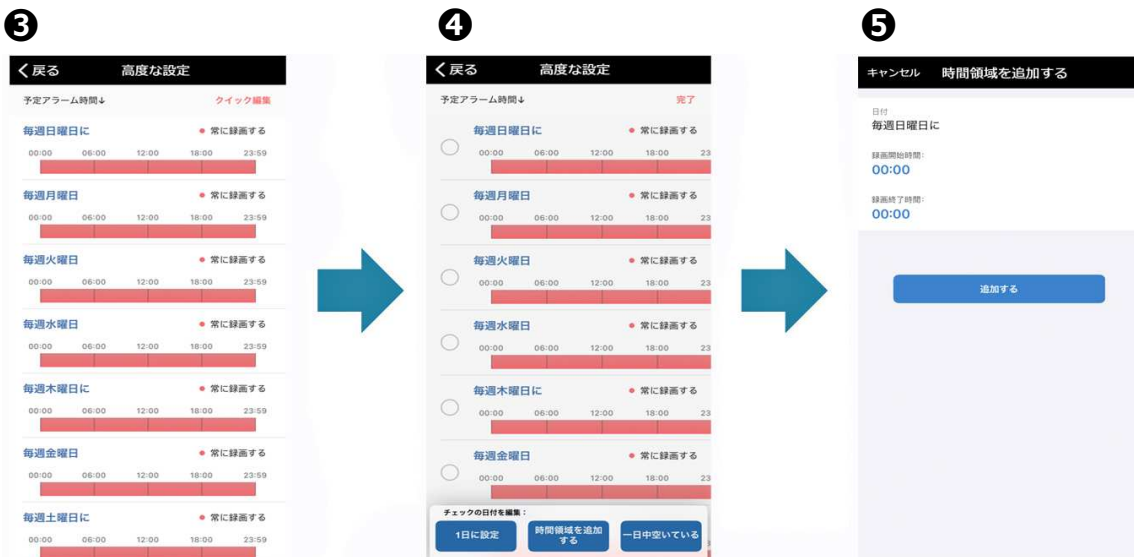 ❸
❹
❺
戻る 高度な設定
予定アラーム時間↓ クイック編集
毎週日曜日に ● 常に録画する
00:00 06:00 12:00 18:00 23:59
毎週月曜日 ● 常に録画する
00:00 06:00 12:00 18:00 23:59
毎週火曜日 ● 常に録画する
00:00 06:00 12:00 18:00 23:59
毎週水曜日 ● 常に録画する
00:00 06:00 12:00 18:00 23:59
毎週木曜日に ● 常に録画する
00:00 06:00 12:00 18:00 23:59
毎週金曜日 ● 常に録画する
00:00 06:00 12:00 18:00 23:59
毎週土曜日に ● 常に録画する
00:00 06:00 12:00 18:00 23:59
戻る 高度な設定
予定アラーム時間↓ 完了
毎週日曜日に ● 常に録画する
00:00 06:00 12:00 18:00 23
毎週月曜日 ● 常に録画する
00:00 06:00 12:00 18:00 23
毎週火曜日 ● 常に録画する
00:00 06:00 12:00 18:00 23
毎週水曜日 ● 常に録画する
00:00 06:00 12:00 18:00 23
毎週木曜日に ● 常に録画する
00:00 06:00 12:00 18:00 23
毎週金曜日 ● 常に録画する
00:00 06:00 12:00 18:00 23
チェックの日付を編集：
1日に設定
時間領域を追加
する
一日中空いている
キャンセル 時間領域を追加する
日付
毎週日曜日に
録画開始時間:
00:00
録画終了時間:
00:00
追加する